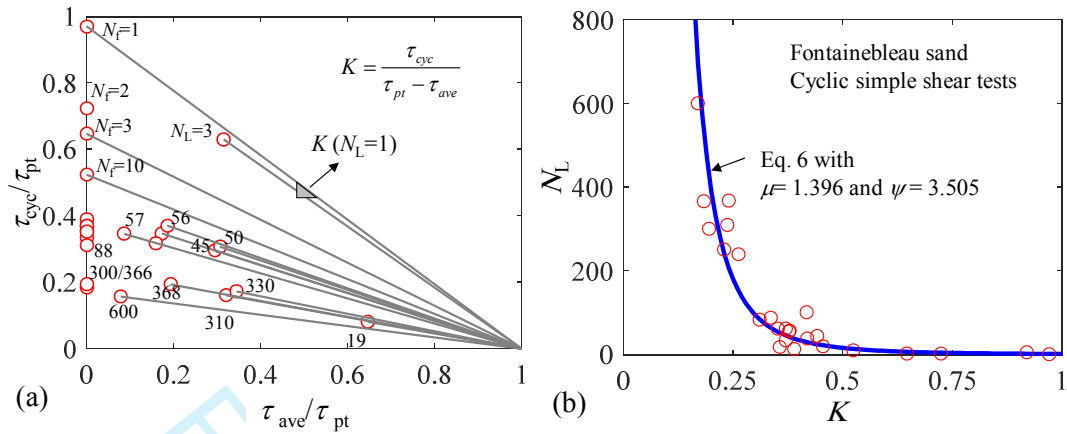 1
0.8
0.6
0.4
0.2
0
0
0.2
0.4
0.6
0.8
1
τcyc/τpt
τ ave/τ pt
(a)
Nf=1
Nf=2
Nf=3
Nf=10
NL=3
K = τcyc / (τpt − τave)
K (NL=1)
57
56
50
45
88
300/366
368
330
600
310
19
800
600
400
200
0
0
0.25
0.5
0.75
1
NL
K
(b)
Fontainebleau sand
Cyclic simple shear tests
Eq. 6 with
μ= 1.396 and ψ= 3.505